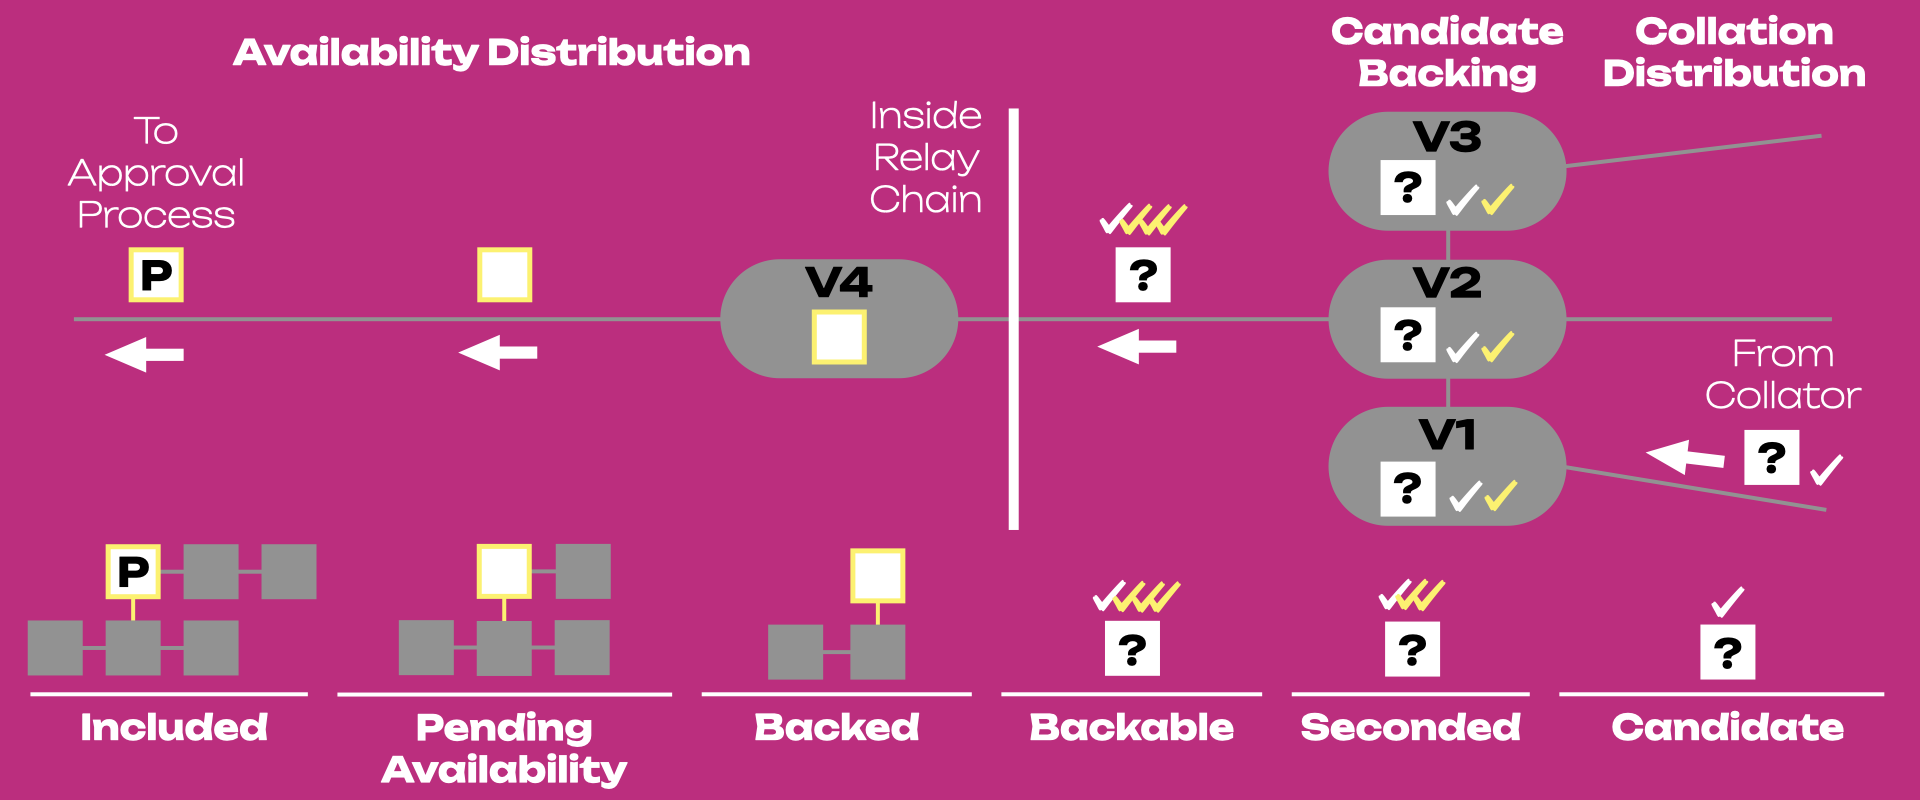 Availability Distribution
Candidate
Backing
Collation
Distribution
To
Approval
Process
Inside
Relay
Chain
P
V4
?
V3
?
V2
?
V1
?
From
Collator
?
P
?
?
?
Included
Pending
Availability
Backed
Backable
Seconded
Candidate